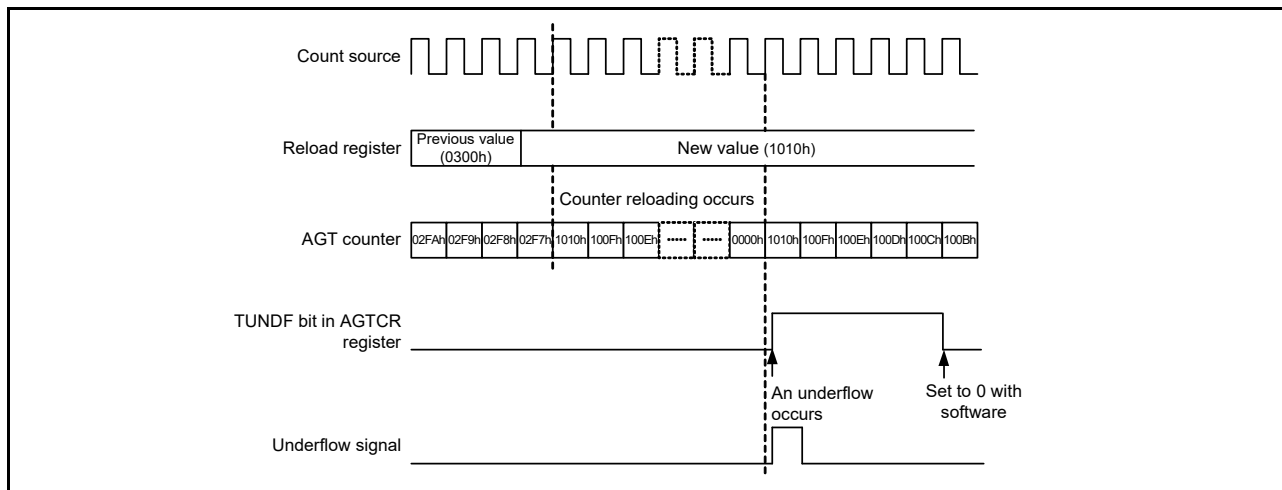 Count source
Reload register
Previous value
(0300h)
New value (1010h)
Counter reloading occurs
AGT counter
02FAh 02F9h 02F8h 02F7h 1010h 100Fh 100Eh ····· ····· 0000h 1010h 100Fh 100Eh 100Dh 100Ch 100Bh
TUNDF bit in AGTCR
register
An underflow
occurs
Set to 0 with
software
Underflow signal